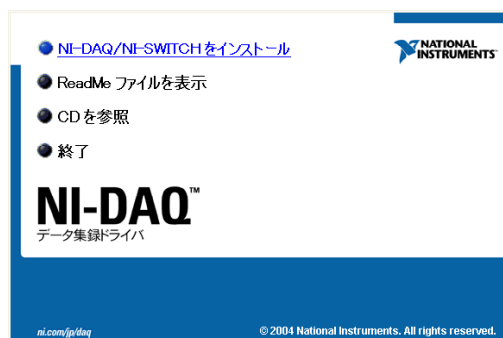 NI-DAQ/NI-SWITCHをインストール
NATIONAL
INSTRUMENTS™
ReadMe ファイルを表示
CDを参照
終了
NI-DAQ™
データ集録ドライバ
ni.com/jp/daq
© 2004 National Instruments. All rights reserved.